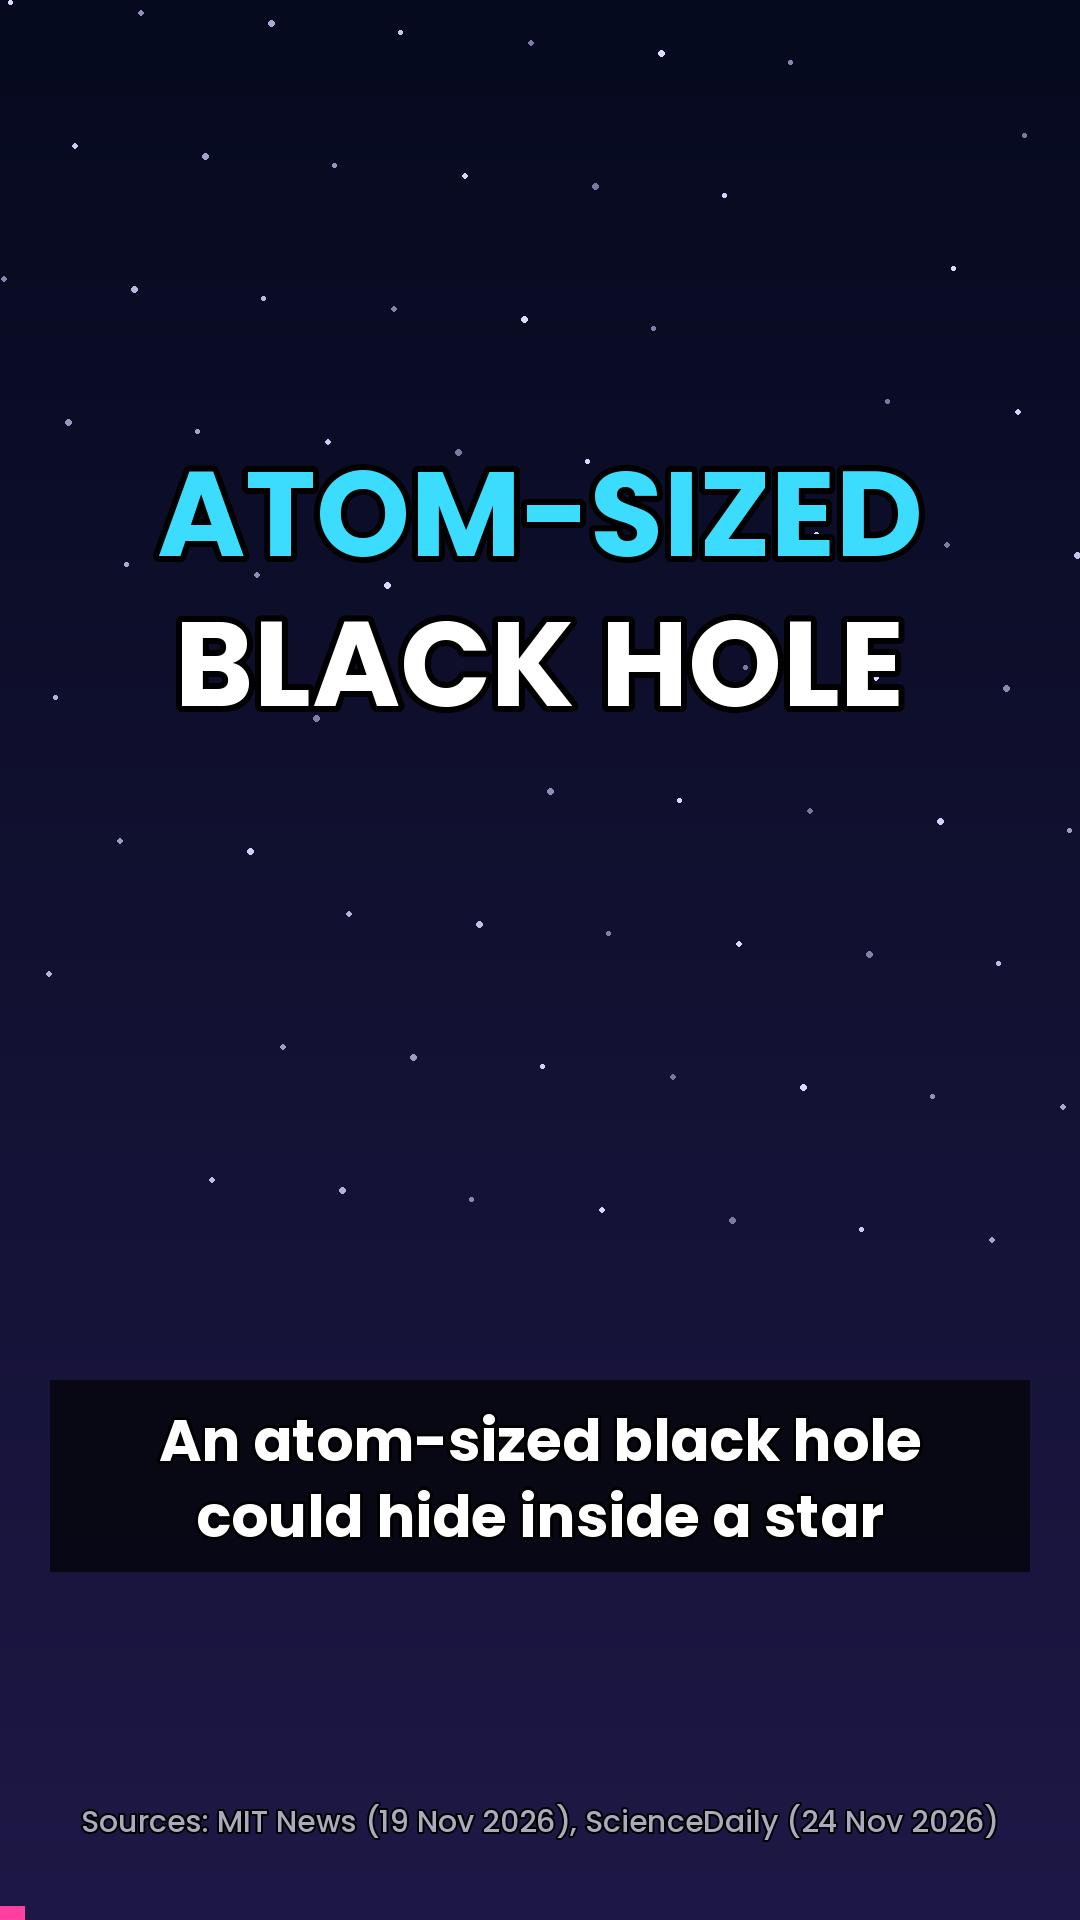 ATOM-SIZED
BLACK HOLE
An atom-sized black hole
could hide inside a star
Sources: MIT News (19 Nov 2026), ScienceDaily (24 Nov 2026)